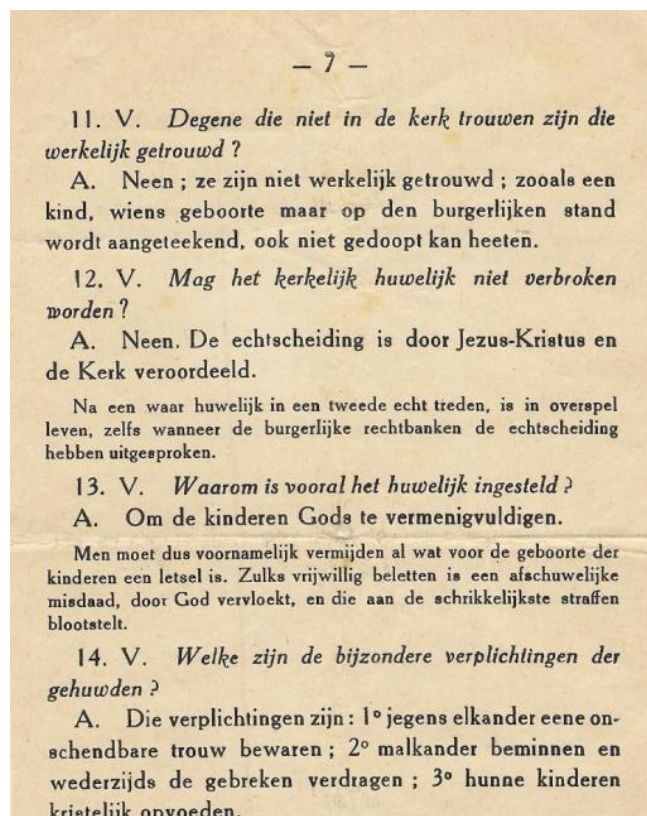 — 7 —
11. V. Degene die niet in de kerk trouwen zijn die
werkelijk getrouwd ?
A. Neen ; ze zijn niet werkelijk getrouwd ; zooals een
kind, wiens geboorte maar op den burgerlijken stand
wordt aangeteekend, ook niet gedoopt kan heeten.
12. V. Mag het kerkelijk huwelijk niet verbroken
worden ?
A. Neen. De echtscheiding is door Jezus-Kristus en
de Kerk veroordeeld.
Na een waar huwelijk in een tweede echt treden, is in overspel
leven, zelfs wanneer de burgerlijke rechtbanken de echtscheiding
hebben uitgesproken.
13. V. Waarom is vooral het huwelijk ingesteld ?
A. Om de kinderen Gods te vermenigvuldigen.
Men moet dus voornamelijk vermijden al wat voor de geboorte der
kinderen een letsel is. Zulks vrijwillig beletten is een afschuwelijke
misdaad, door God vervloekt, en die aan de schrikkelijkste straffen
blootstelt.
14. V. Welke zijn de bijzondere verplichtingen der
gehuwden ?
A. Die verplichtingen zijn : 1° jegens elkander eene on-
schendbare trouw bewaren ; 2° malkander beminnen en
wederzijds de gebreken verdragen ; 3° hunne kinderen
kristelijk opvoeden.